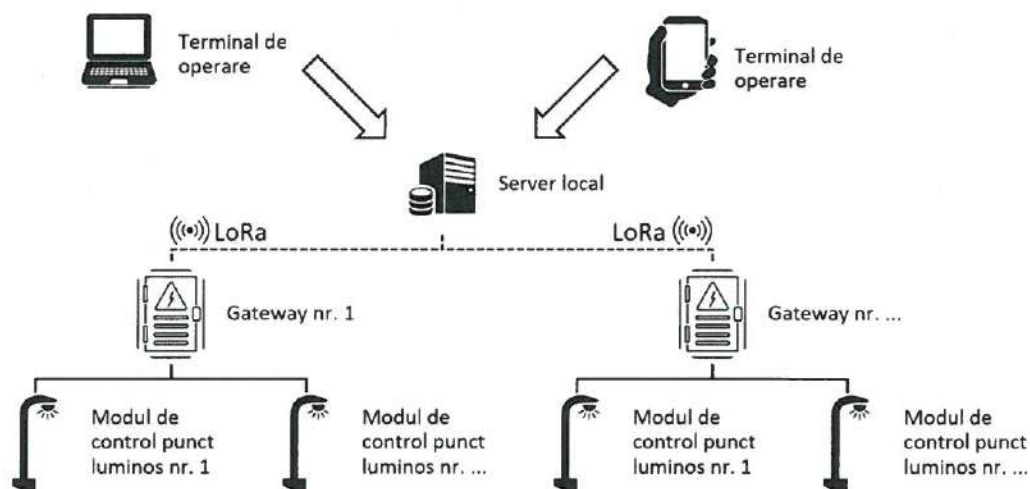 Terminal de
operare
Terminal de
operare
Server local
LoRa
LoRa
Gateway nr. 1
Gateway nr. ...
Modul de
control punct
luminos nr. 1
Modul de
control punct
luminos nr. ...
Modul de
control punct
luminos nr. 1
Modul de
control punct
luminos nr. ...